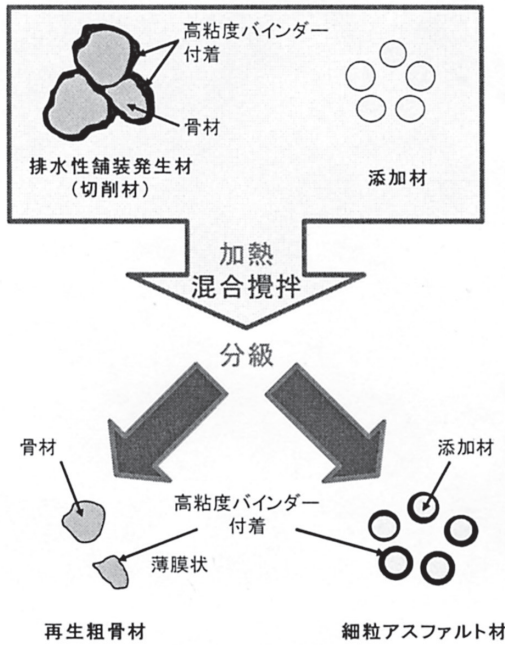 高粘度バインダー
付着
骨材
排水性舗装発生材
（切削材）
添加材
加熱
混合攪拌
分級
骨材
添加材
高粘度バインダー
付着
薄膜状
再生粗骨材
細粒アスファルト材